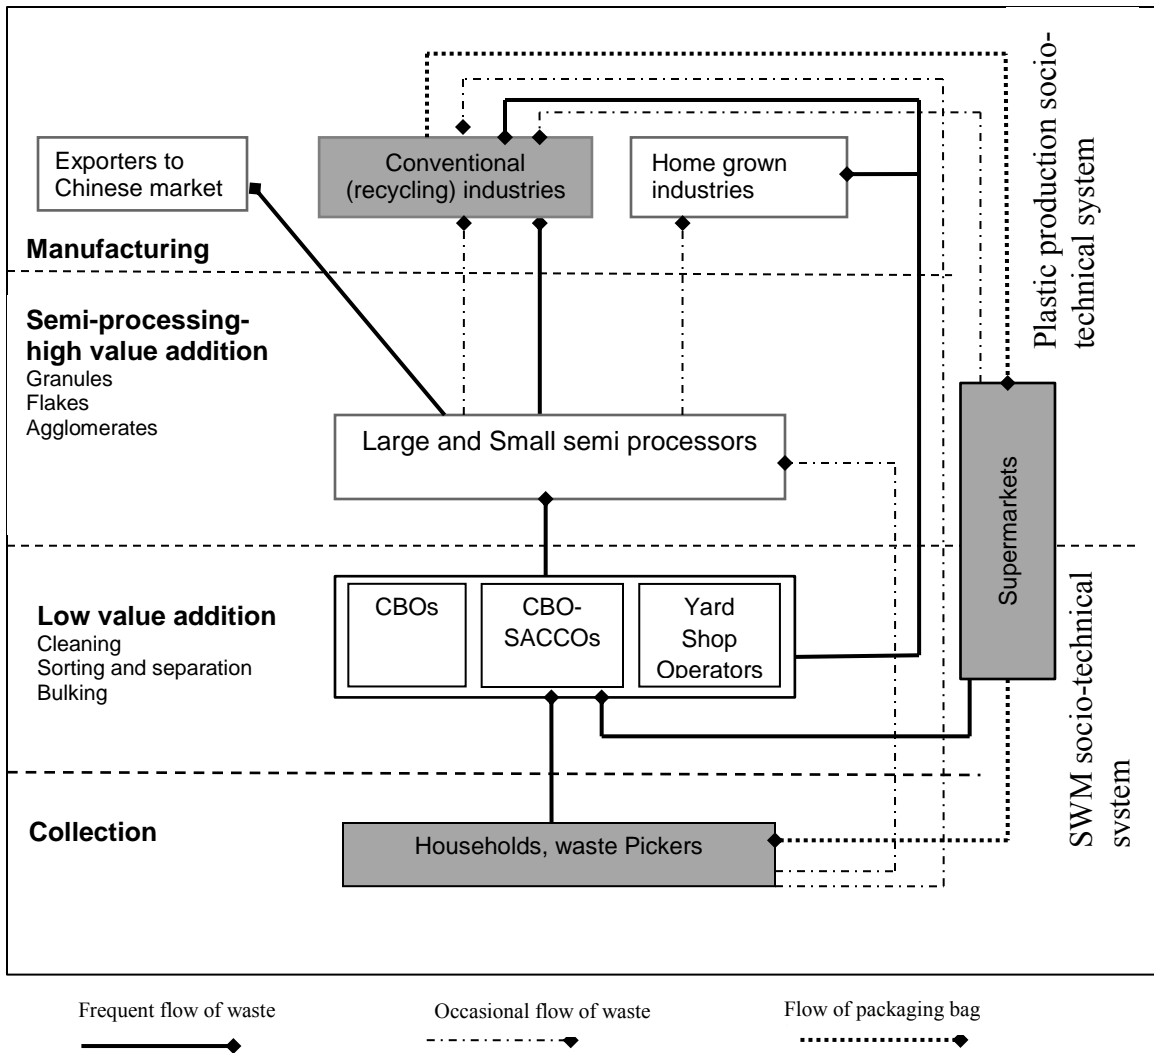 Plastic production socio-
technical system
Exporters to
Chinese market
Conventional
(recycling) industries
Home grown
industries
Manufacturing
Semi-processing-
high value addition
Granules
Flakes
Agglomerates
Large and Small semi processors
Supermarkets
SWM socio-technical
system
Low value addition
Cleaning
Sorting and separation
Bulking
CBOs
CBO-
SACCOs
Yard
Shop
Operators
Collection
Households, waste Pickers
Frequent flow of waste
Occasional flow of waste
Flow of packaging bag